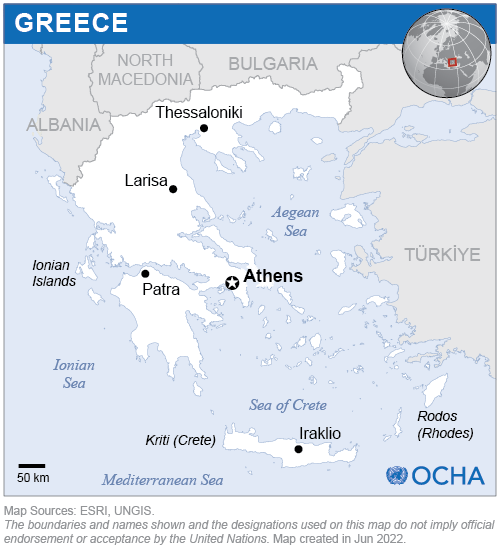 GREECE
NORTH
MACEDONIA
BULGARIA
ALBANIA
Thessaloniki
Larisa
Aegean
Sea
TÜRKİYE
Ionian
Islands
Athens
Patra
Ionian
Sea
Sea of Crete
Rodos
(Rhodes)
Kriti (Crete)
Iraklio
50 km
Mediterranean Sea
OCHA
Map Sources: ESRI, UNGIS.
The boundaries and names shown and the designations used on this map do not imply official
endorsement or acceptance by the United Nations. Map created in Jun 2022.